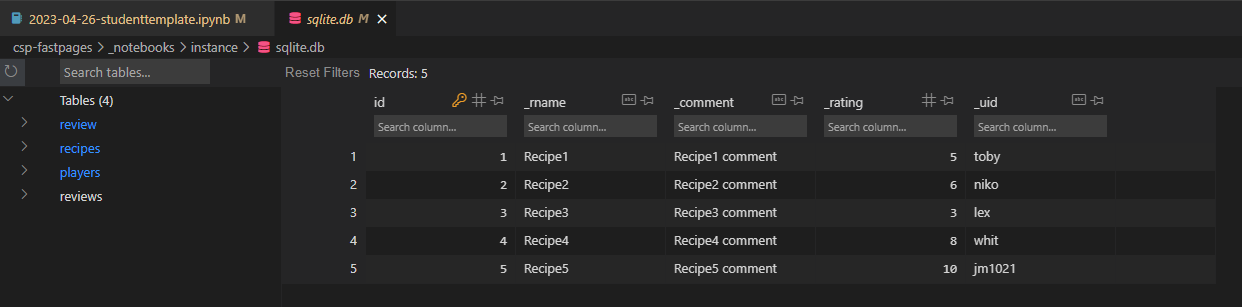 2023-04-26-studenttemplate.ipynb M
sqlite.db M
csp-fastpages > _notebooks > instance > sqlite.db
Search tables...
Reset Filters Records: 5
Tables (4)
review
recipes
players
reviews
id _rname _comment _rating _uid
Search column... Search column... Search column... Search column... Search column...
1 1 Recipe1 Recipe1 comment 5 toby
2 2 Recipe2 Recipe2 comment 6 niko
3 3 Recipe3 Recipe3 comment 3 lex
4 4 Recipe4 Recipe4 comment 8 whit
5 5 Recipe5 Recipe5 comment 10 jm1021